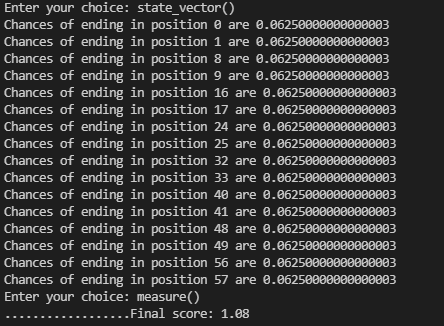 Enter your choice: state_vector()
Chances of ending in position 0 are 0.06250000000000003
Chances of ending in position 1 are 0.06250000000000003
Chances of ending in position 8 are 0.06250000000000003
Chances of ending in position 9 are 0.06250000000000003
Chances of ending in position 16 are 0.06250000000000003
Chances of ending in position 17 are 0.06250000000000003
Chances of ending in position 24 are 0.06250000000000003
Chances of ending in position 25 are 0.06250000000000003
Chances of ending in position 32 are 0.06250000000000003
Chances of ending in position 33 are 0.06250000000000003
Chances of ending in position 40 are 0.06250000000000003
Chances of ending in position 41 are 0.06250000000000003
Chances of ending in position 48 are 0.06250000000000003
Chances of ending in position 49 are 0.06250000000000003
Chances of ending in position 56 are 0.06250000000000003
Chances of ending in position 57 are 0.06250000000000003
Enter your choice: measure()
..................Final score: 1.08